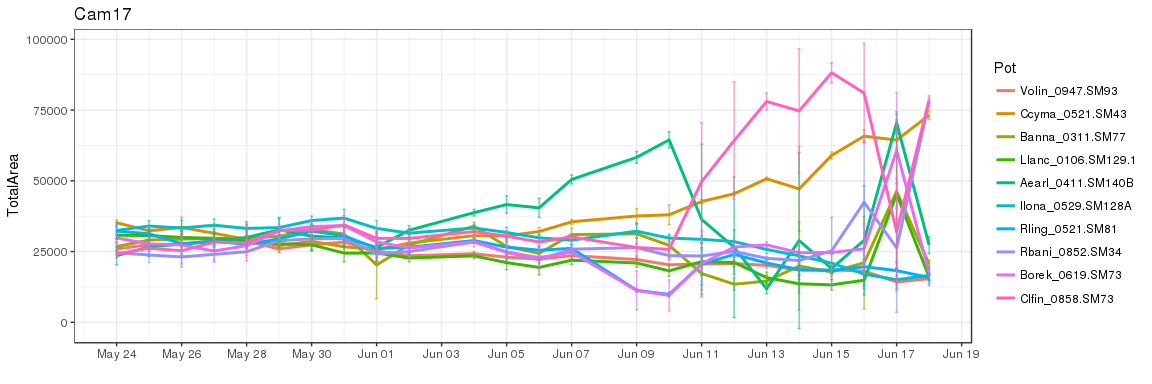 Cam17
TotalArea
100000
75000
50000
25000
0
May 24
May 26
May 28
May 30
Jun 01
Jun 03
Jun 05
Jun 07
Jun 09
Jun 11
Jun 13
Jun 15
Jun 17
Jun 19
Pot
Volin_0947.SM93
Ccyma_0521.SM43
Banna_0311.SM77
Llanc_0106.SM129.1
Aearl_0411.SM140B
Ilona_0529.SM128A
Rling_0521.SM81
Rbani_0852.SM34
Borek_0619.SM73
Clfin_0858.SM73